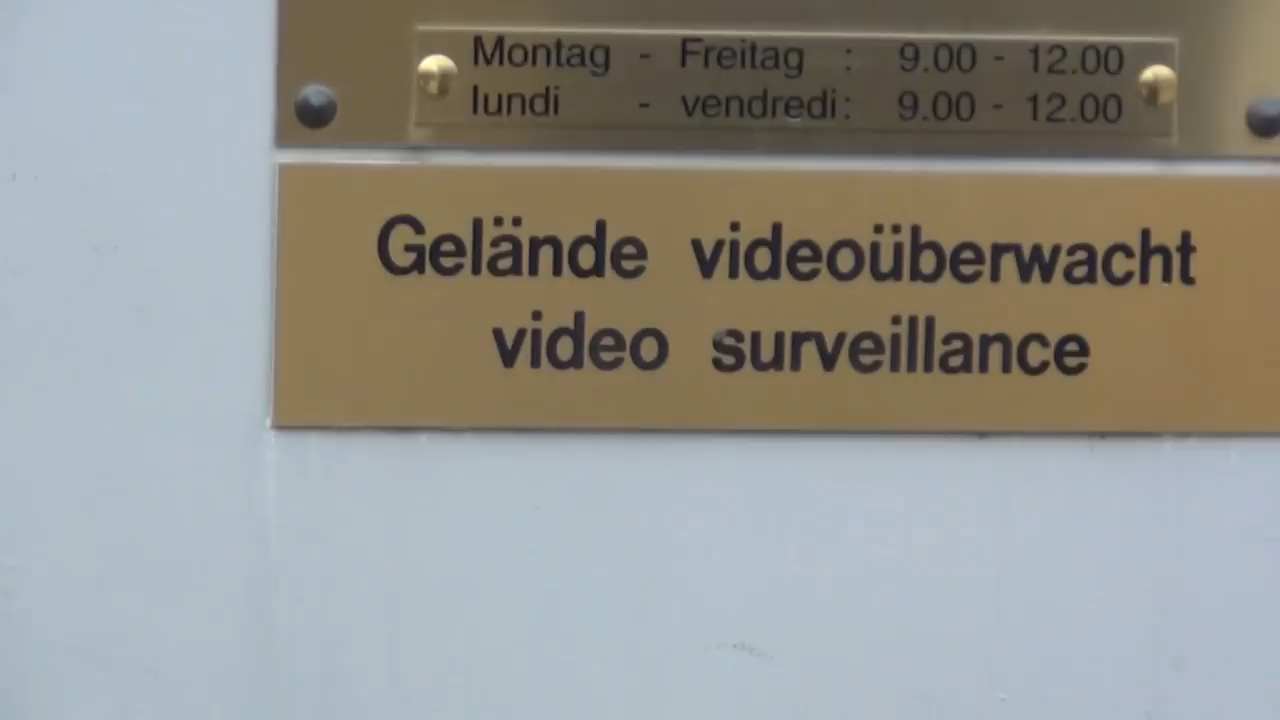 Montag - Freitag : 9.00 - 12.00
lundi - vendredi: 9.00 - 12.00
Gelände videoüberwacht
video surveillance